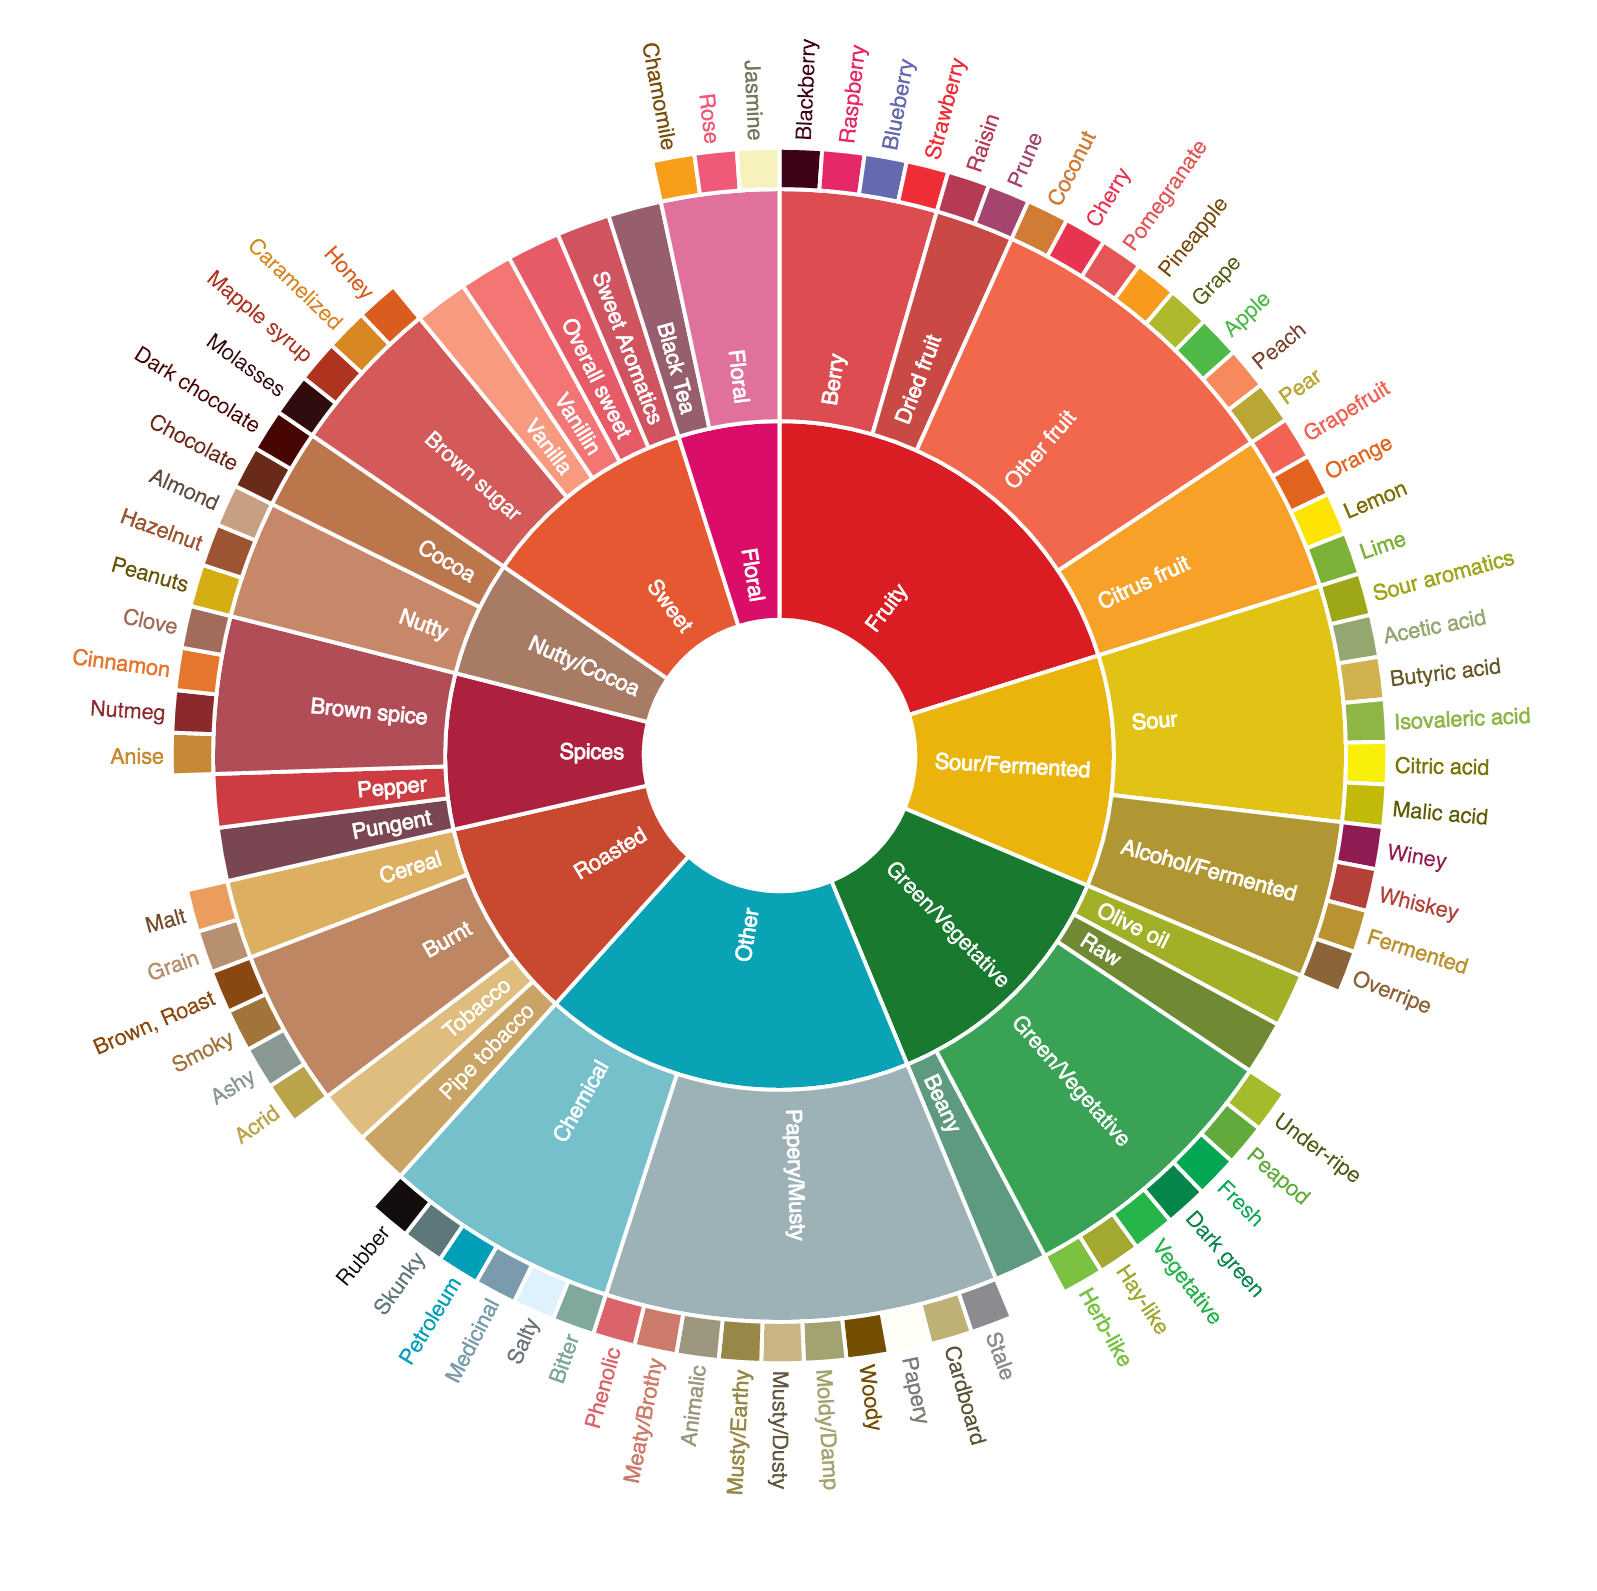 Blackberry
Raspberry
Blueberry
Strawberry
Raisin
Prune
Coconut
Cherry
Pomegranate
Pineapple
Grape
Apple
Peach
Pear
Grapefruit
Orange
Lemon
Lime
Sour aromatics
Acetic acid
Butyric acid
Isovaleric acid
Citric acid
Malic acid
Winey
Whiskey
Fermented
Overripe
Under-ripe
Peapod
Fresh
Dark green
Vegetative
Hay-like
Herb-like
Stale
Cardboard
Papery
Woody
Moldy/Damp
Musty/Dusty
Musty/Earthy
Animalic
Meaty/Brothy
Phenolic
Bitter
Salty
Medicinal
Petroleum
Skunky
Rubber
Acrid
Ashy
Smoky
Brown, Roast
Grain
Malt
Anise
Nutmeg
Cinnamon
Clove
Peanuts
Hazelnut
Almond
Chocolate
Dark chocolate
Molasses
Mapple syrup
Caramelized
Honey
Chamomile
Rose
Jasmine
Berry
Dried fruit
Other fruit
Citrus fruit
Sour
Alcohol/Fermented
Olive oil
Raw
Green/Vegetative
Beany
Papery/Musty
Chemical
Pipe tobacco
Tobacco
Burnt
Cereal
Pungent
Pepper
Brown spice
Nutty
Cocoa
Brown sugar
Vanilla
Vanillin
Overall sweet
Sweet Aromatics
Black Tea
Floral
Fruity
Sour/Fermented
Green/Vegetative
Other
Roasted
Spices
Nutty/Cocoa
Sweet
Floral